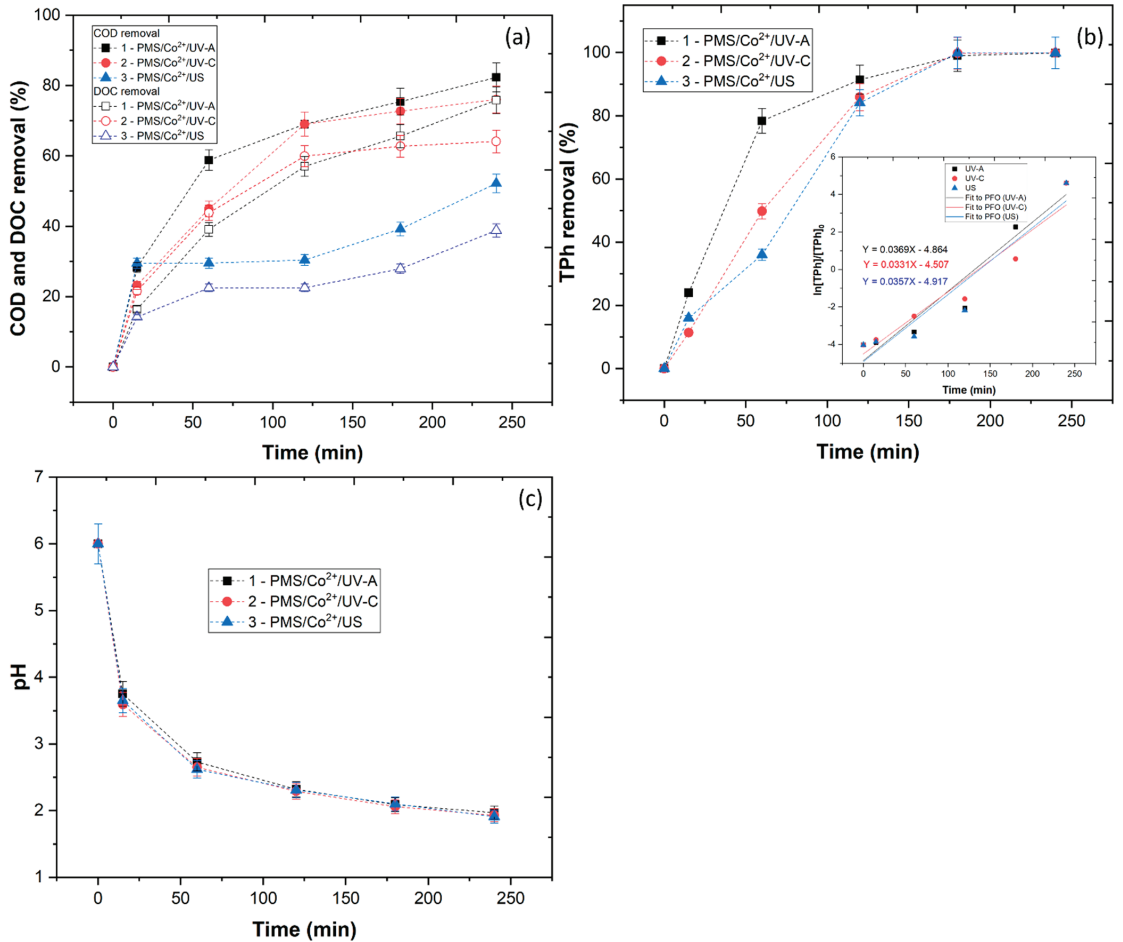 (a)
COD removal
1 - PMS/Co²⁺/UV-A
2 - PMS/Co²⁺/UV-C
3 - PMS/Co²⁺/US
DOC removal
1 - PMS/Co²⁺/UV-A
2 - PMS/Co²⁺/UV-C
3 - PMS/Co²⁺/US
COD and DOC removal (%)
100
80
60
40
20
0
0 50 100 150 200 250
Time (min)
(b)
1 - PMS/Co²⁺/UV-A
2 - PMS/Co²⁺/UV-C
3 - PMS/Co²⁺/US
TPh removal (%)
100
80
60
40
20
0
0 50 100 150 200 250
Time (min)
UV-A
UV-C
US
Fit to PFO (UV-A)
Fit to PFO (UV-C)
Fit to PFO (US)
Y = 0.0369X - 4.864
Y = 0.0331X - 4.507
Y = 0.0357X - 4.917
ln[TPh]/[TPh]₀
6
4
2
0
-2
-4
0 50 100 150 200 250
Time (min)
(c)
1 - PMS/Co²⁺/UV-A
2 - PMS/Co²⁺/UV-C
3 - PMS/Co²⁺/US
pH
7
6
5
4
3
2
1
0 50 100 150 200 250
Time (min)